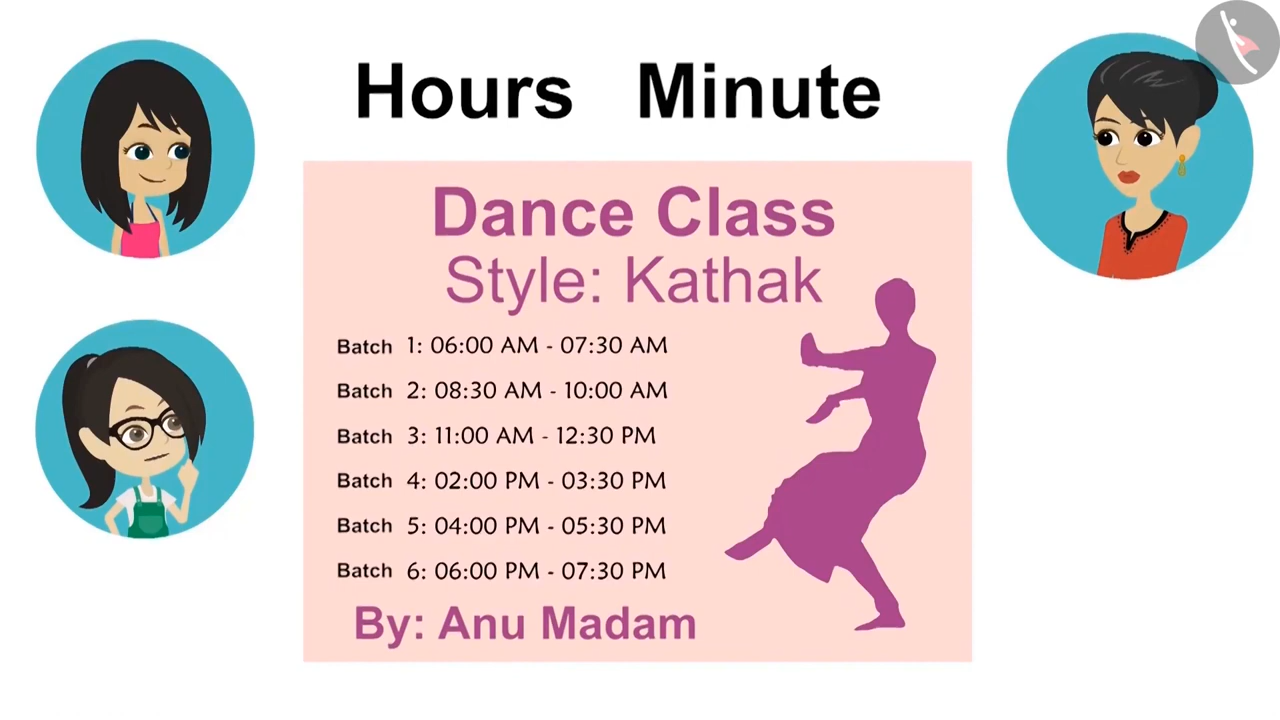 Hours Minute
Dance Class
Style: Kathak
Batch 1: 06:00 AM - 07:30 AM
Batch 2: 08:30 AM - 10:00 AM
Batch 3: 11:00 AM - 12:30 PM
Batch 4: 02:00 PM - 03:30 PM
Batch 5: 04:00 PM - 05:30 PM
Batch 6: 06:00 PM - 07:30 PM
By: Anu Madam